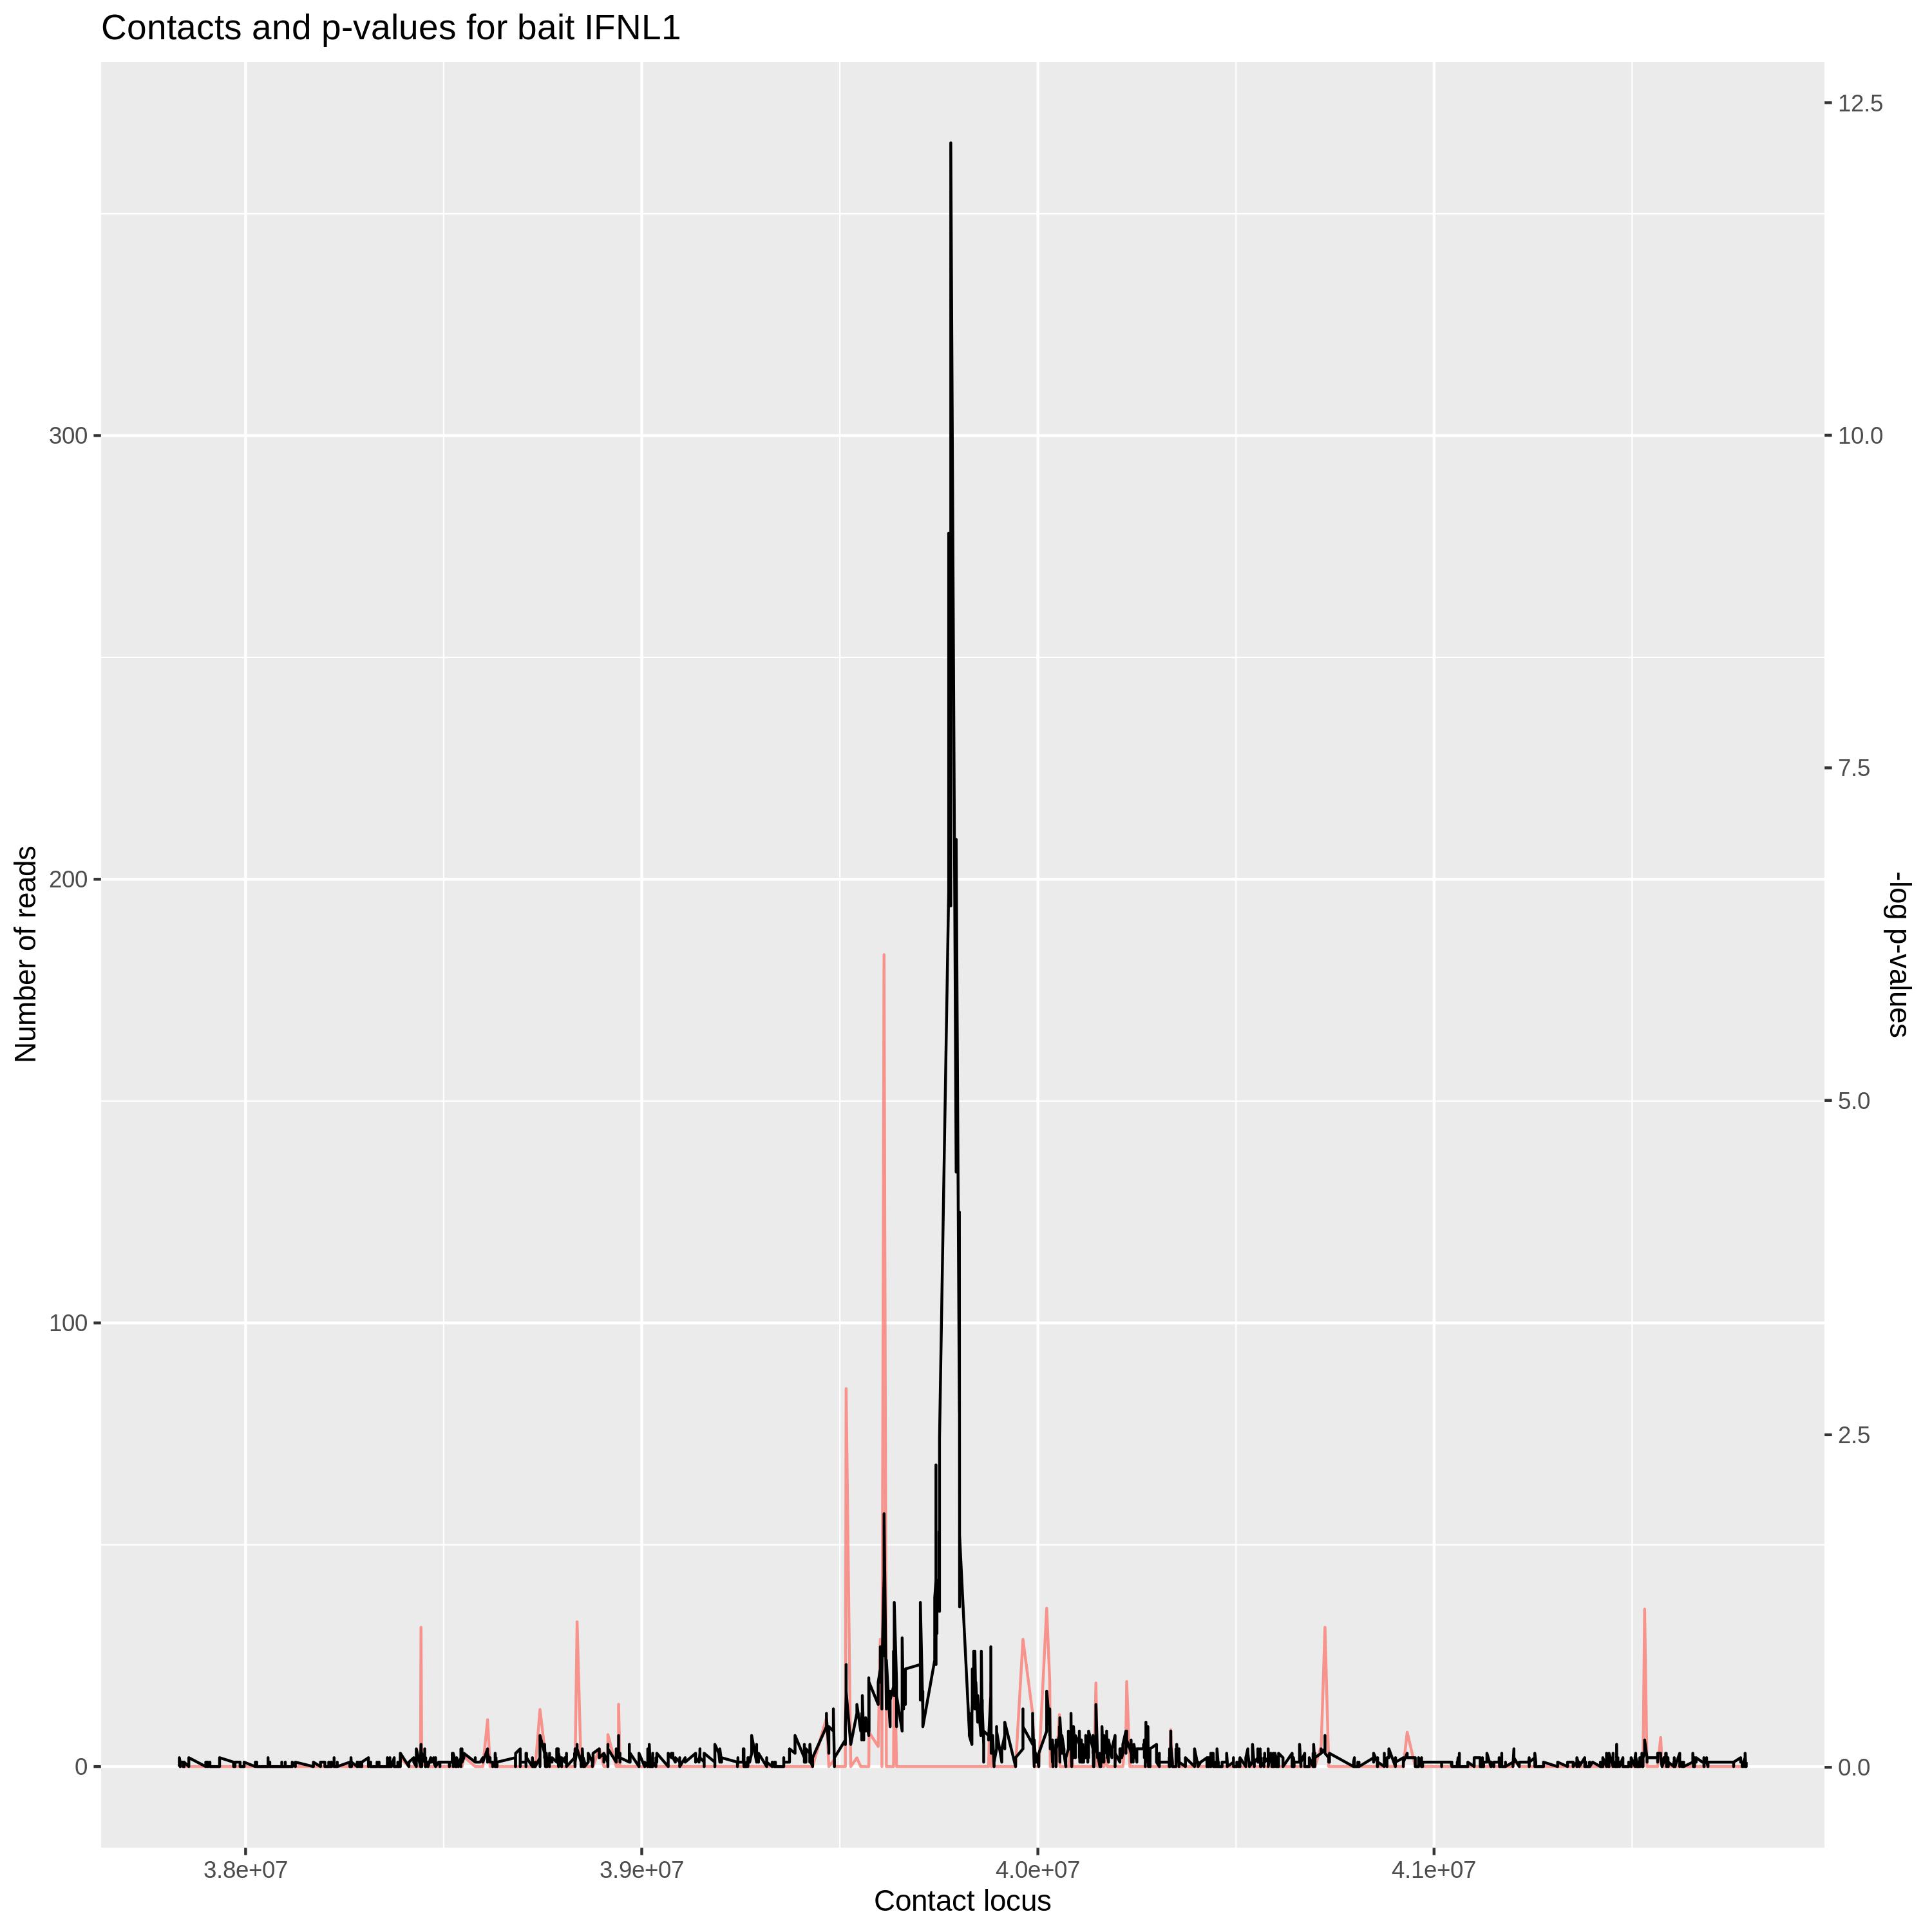 Contacts and p-values for bait IFNL1
12.5
300
10.0
7.5
200
5.0
100
2.5
0
0.0
Number of reads
-log p-values
3.8e+07
3.9e+07
4.0e+07
4.1e+07
Contact locus